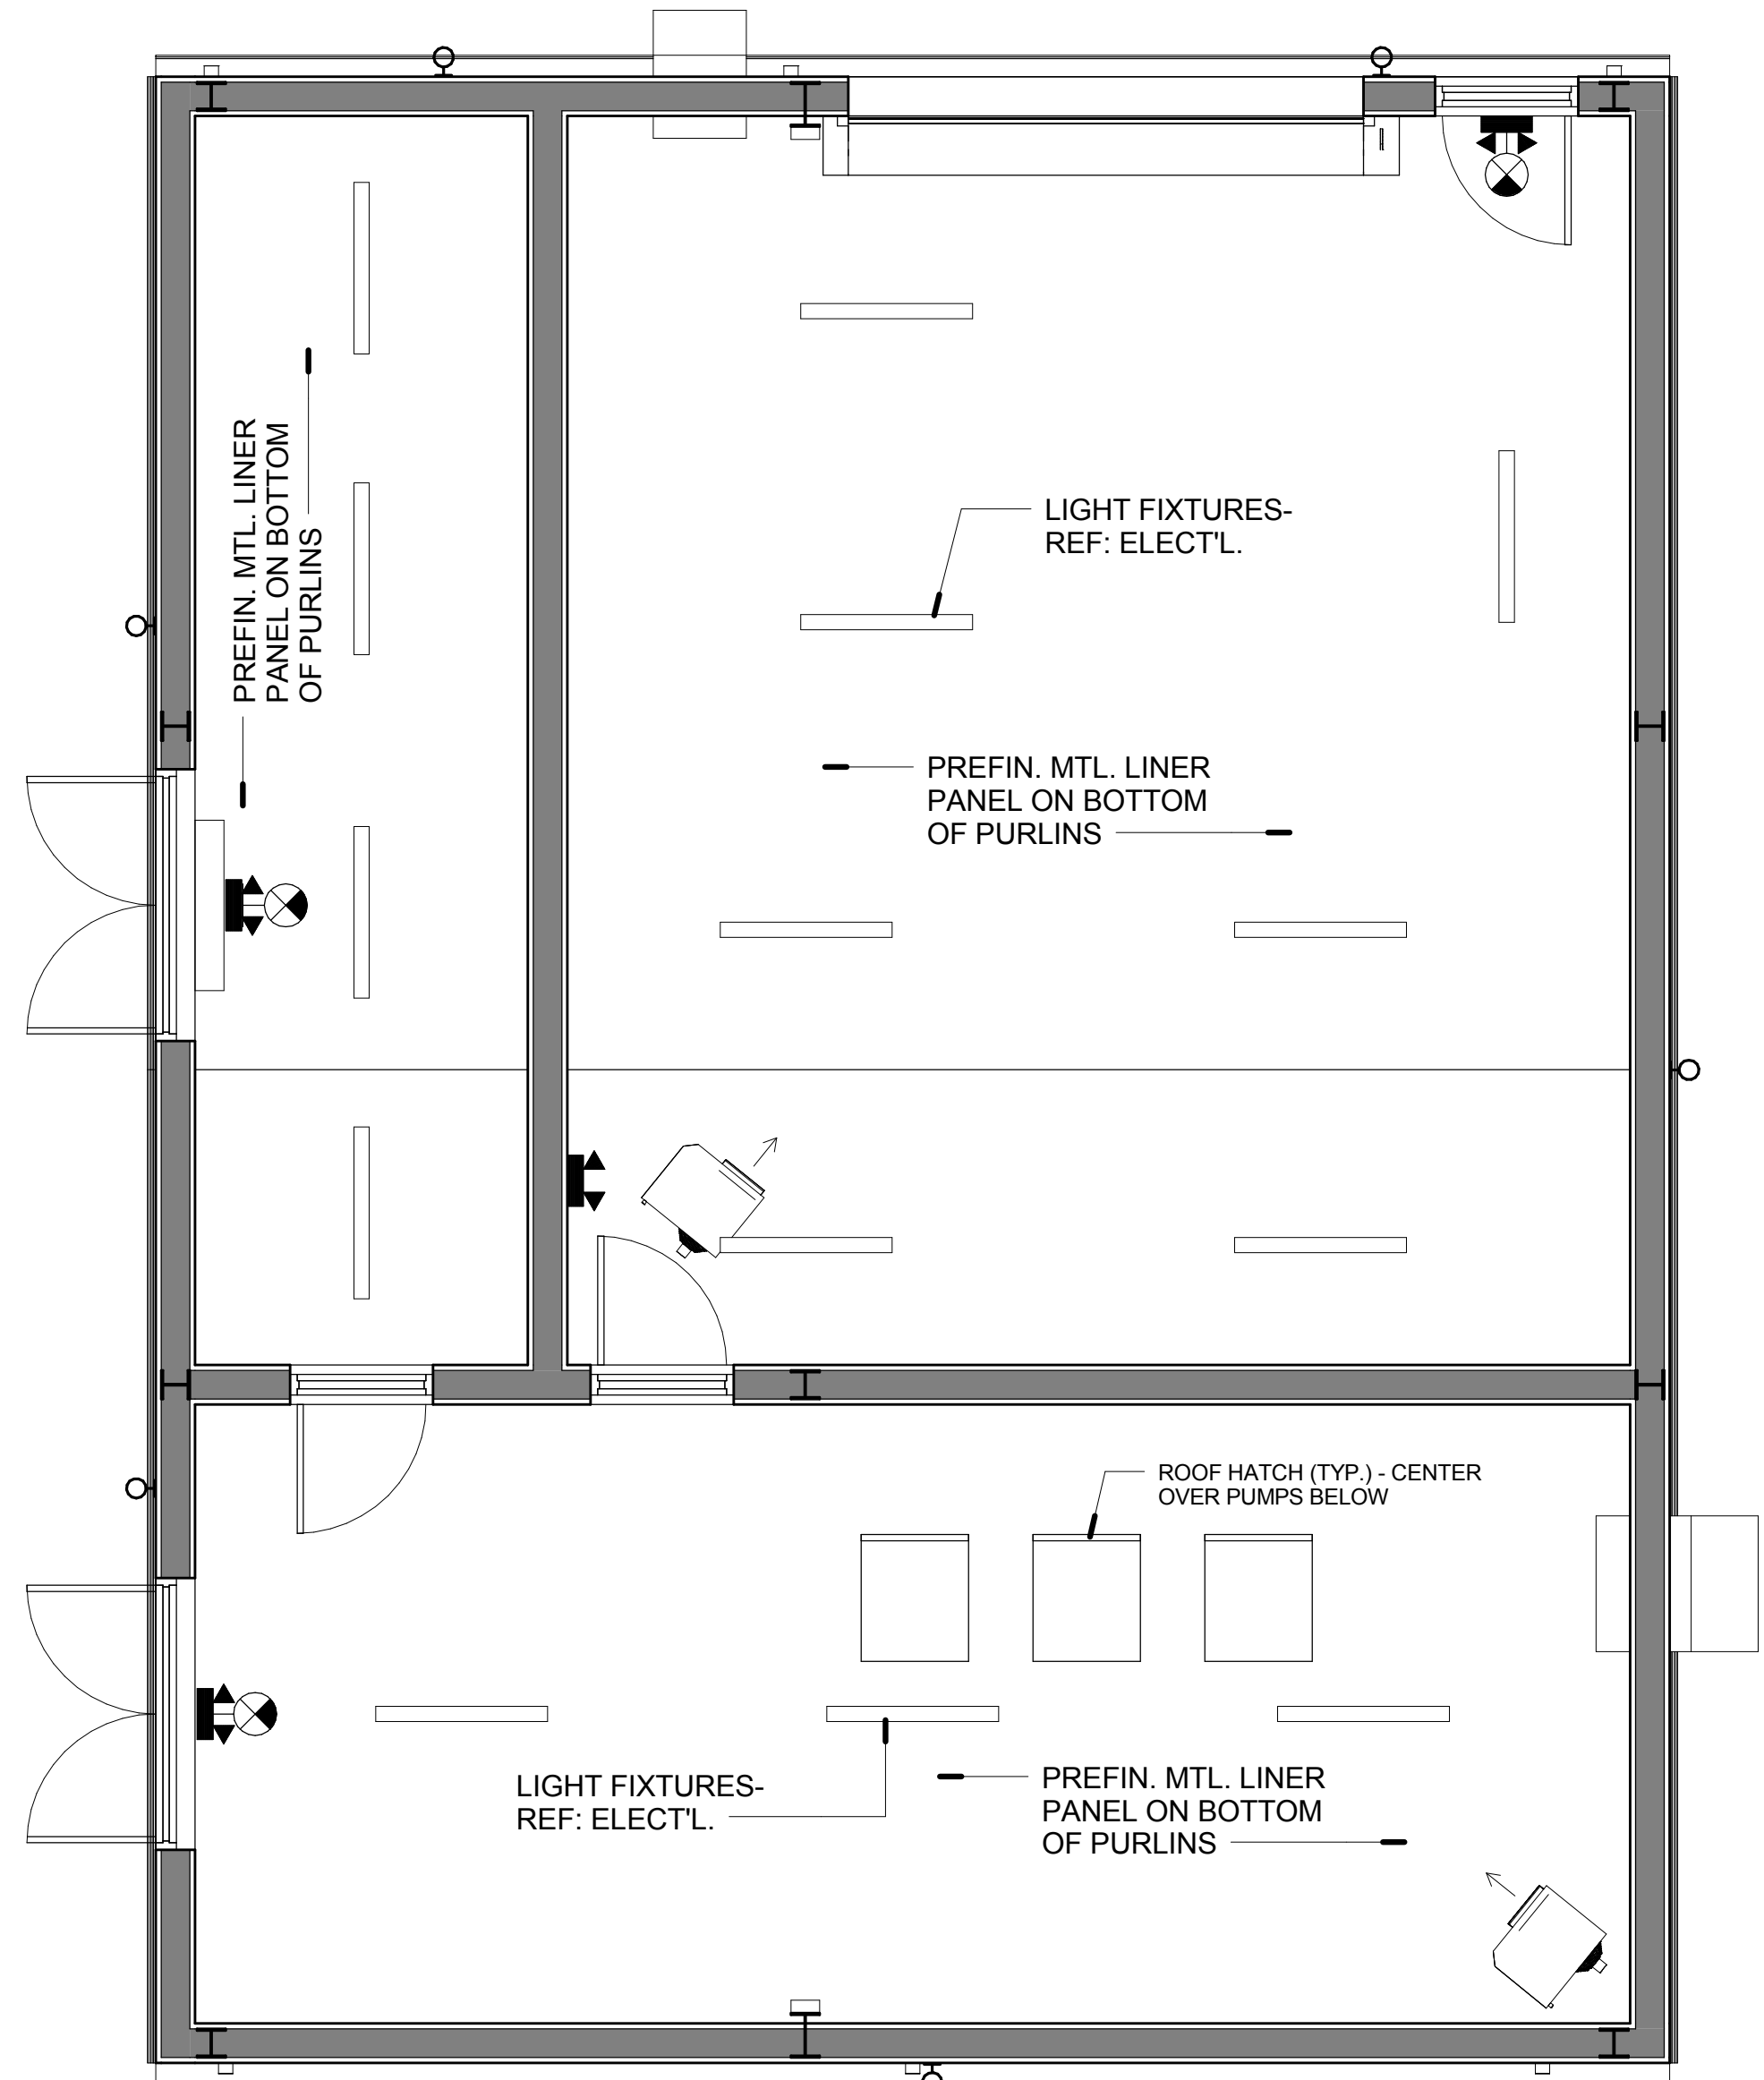 PREFIN. MTL. LINER
PANEL ON BOTTOM
OF PURLINS
LIGHT FIXTURES-
REF: ELECT'L.
PREFIN. MTL. LINER
PANEL ON BOTTOM
OF PURLINS
ROOF HATCH (TYP.) - CENTER
OVER PUMPS BELOW
LIGHT FIXTURES-
REF: ELECT'L.
PREFIN. MTL. LINER
PANEL ON BOTTOM
OF PURLINS